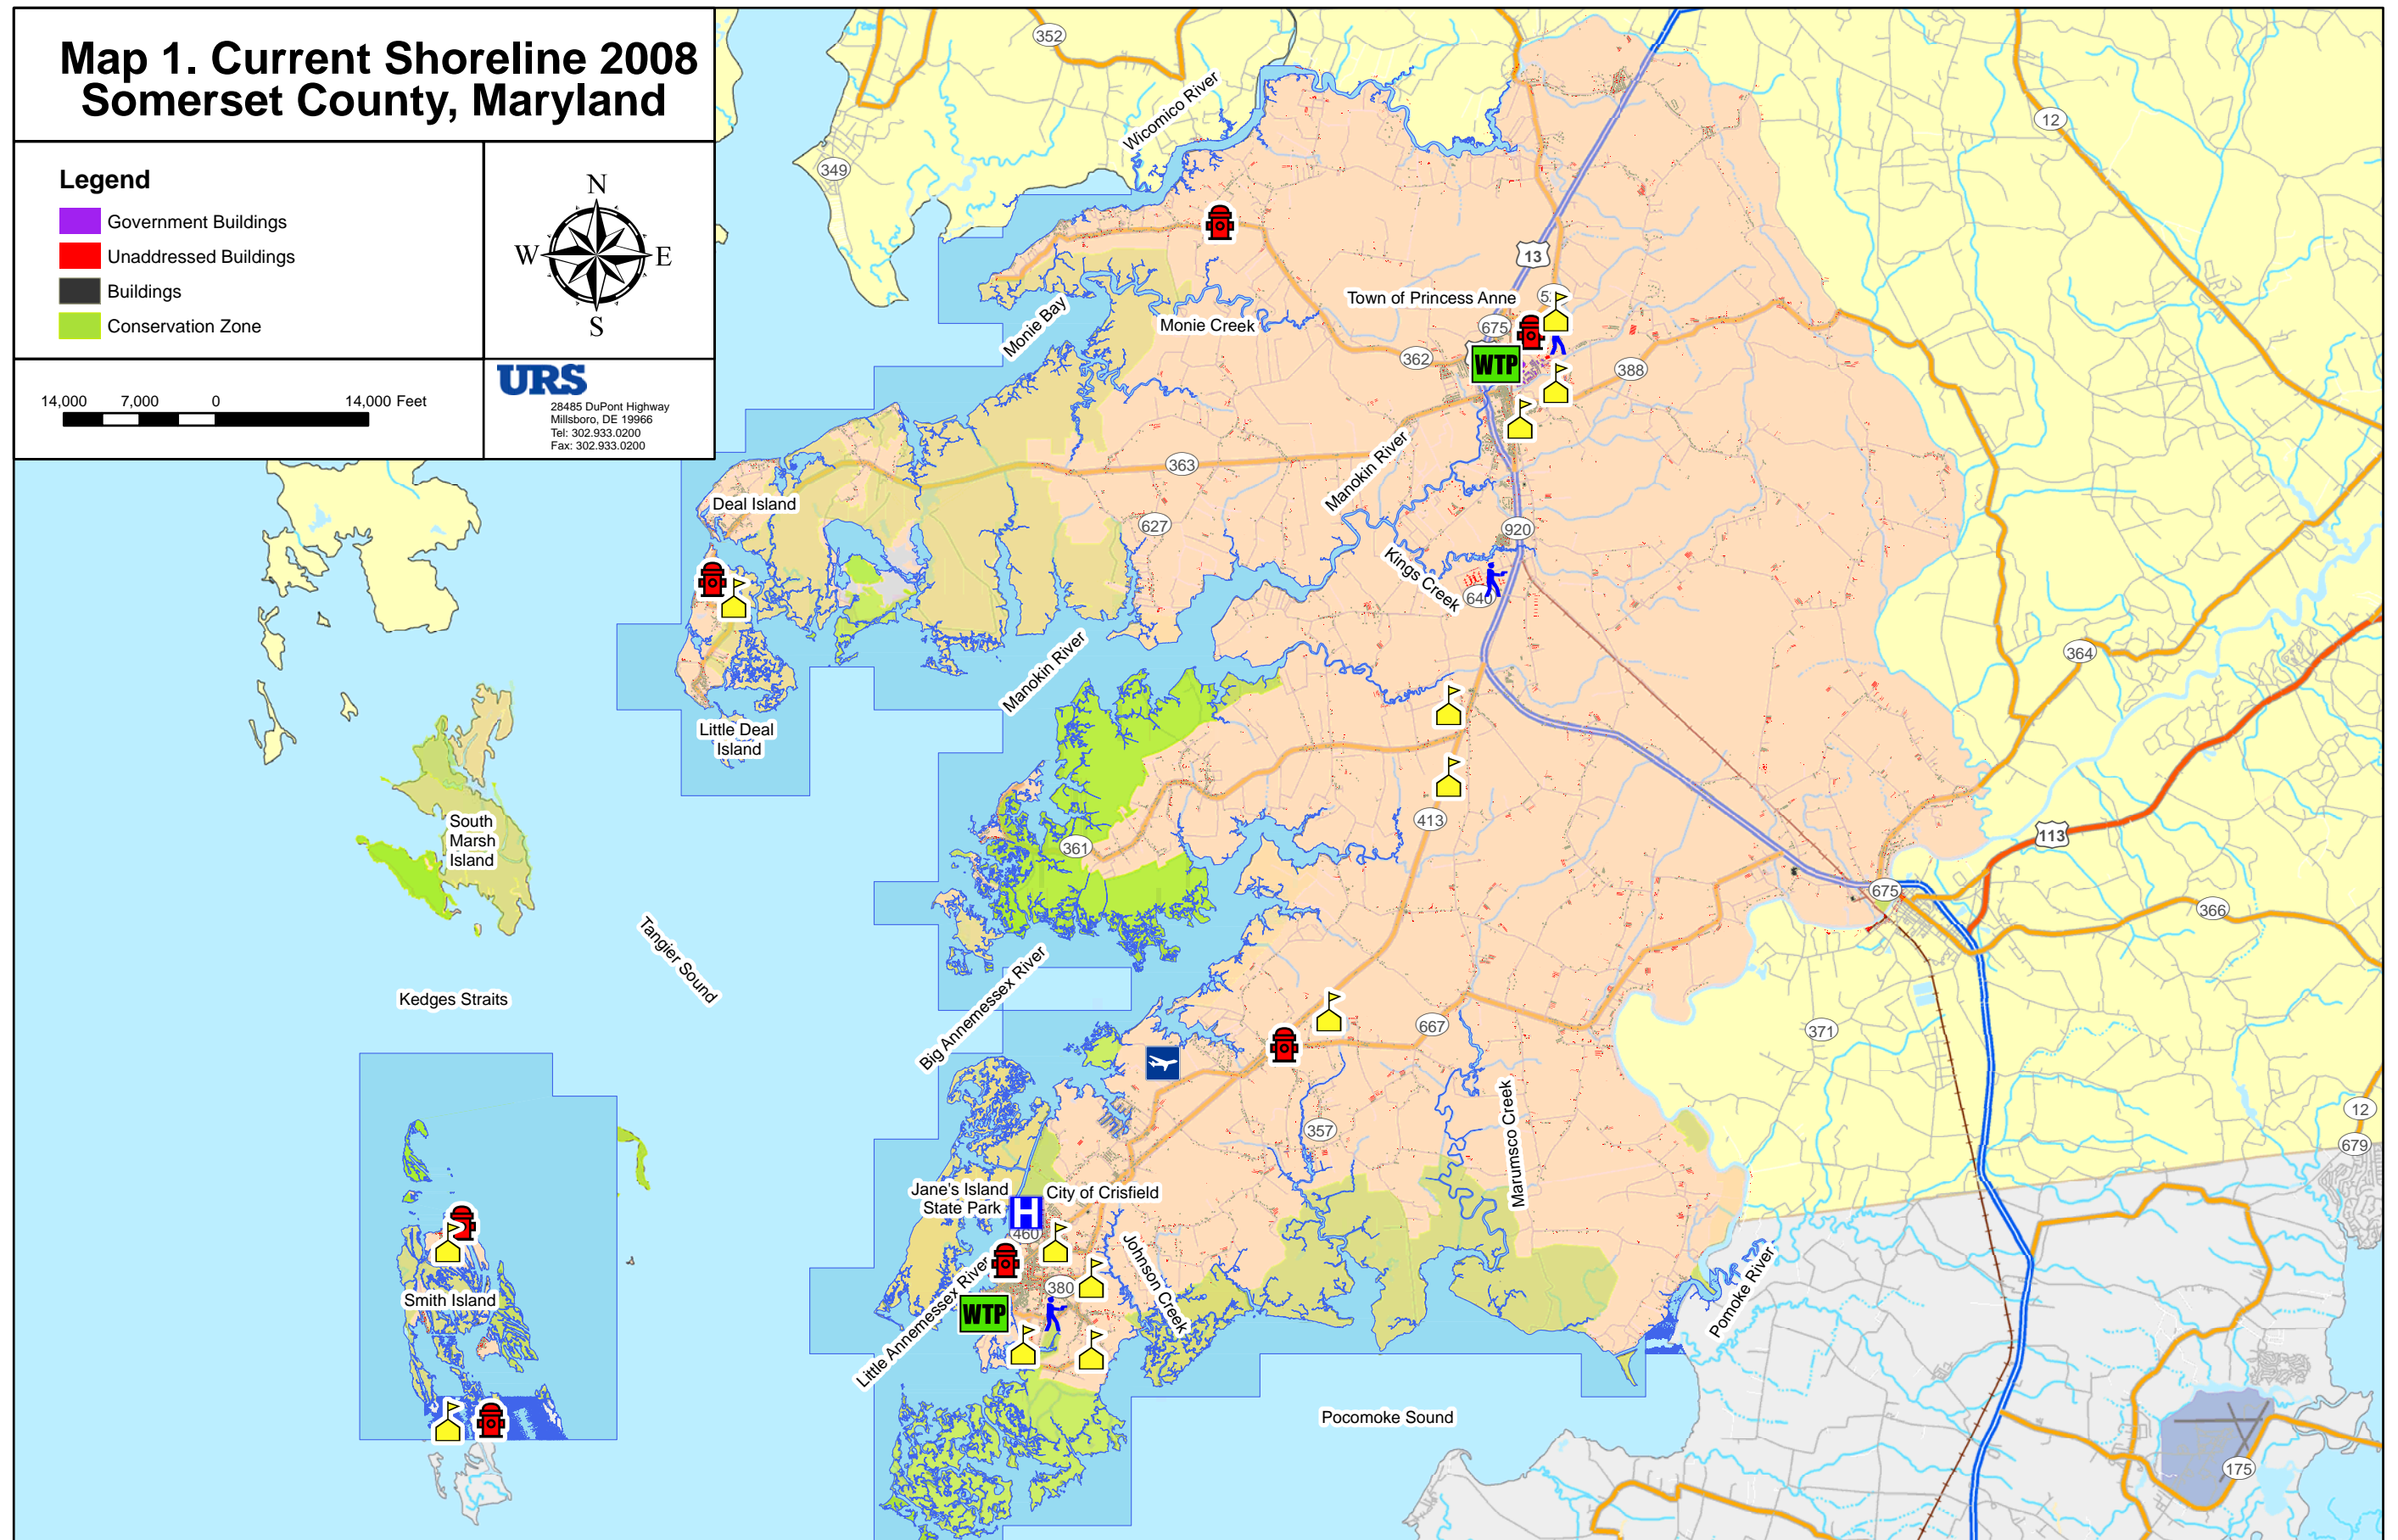 Map 1. Current Shoreline 2008
Somerset County, Maryland
Legend
Government Buildings
Unaddressed Buildings
Buildings
Conservation Zone
N
W
E
S
14,000
7,000
0
14,000 Feet
URS
28485 DuPont Highway
Millsboro, DE 19966
Tel: 302.933.0200
Fax: 302.933.0200
352
349
12
Wicomico River
13
Town of Princess Anne
675
WTP
362
388
Monie Bay
Monie Creek
363
Manokin River
Deal Island
627
920
Kings Creek
640
364
Manokin River
Little Deal
Island
South
Marsh
Island
361
413
113
675
366
Tangier Sound
Kedges Straits
Big Annemessex River
667
371
357
Marumsco Creek
12
679
Jane's Island
State Park
H
City of Crisfield
460
380
Johnson Creek
Little Annemessex River
WTP
Smith Island
Pomoke River
Pocomoke Sound
175